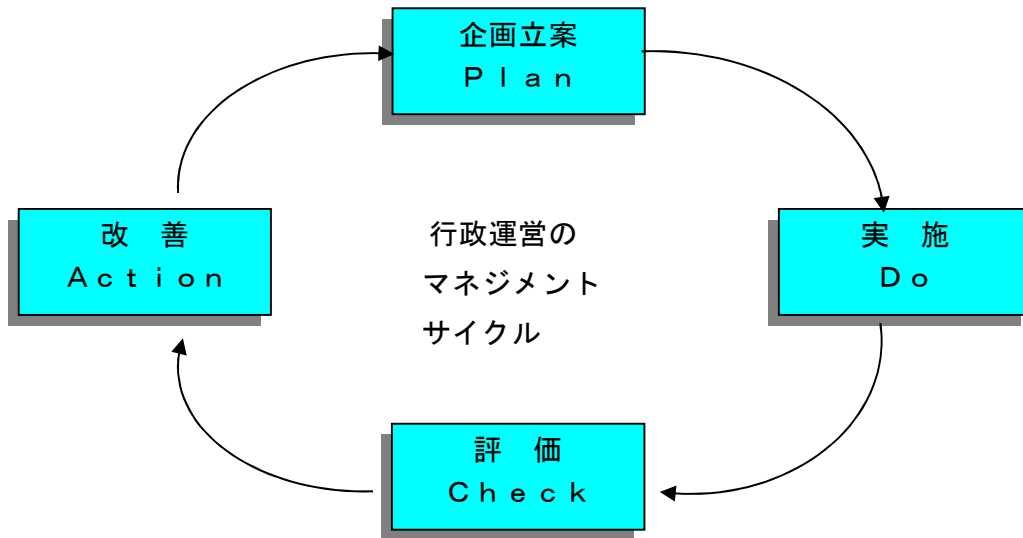 企画立案
Ｐｌａｎ
改　善
Ａｃｔｉｏｎ
行政運営の
マネジメント
サイクル
実　施
Ｄｏ
評　価
Ｃｈｅｃｋ